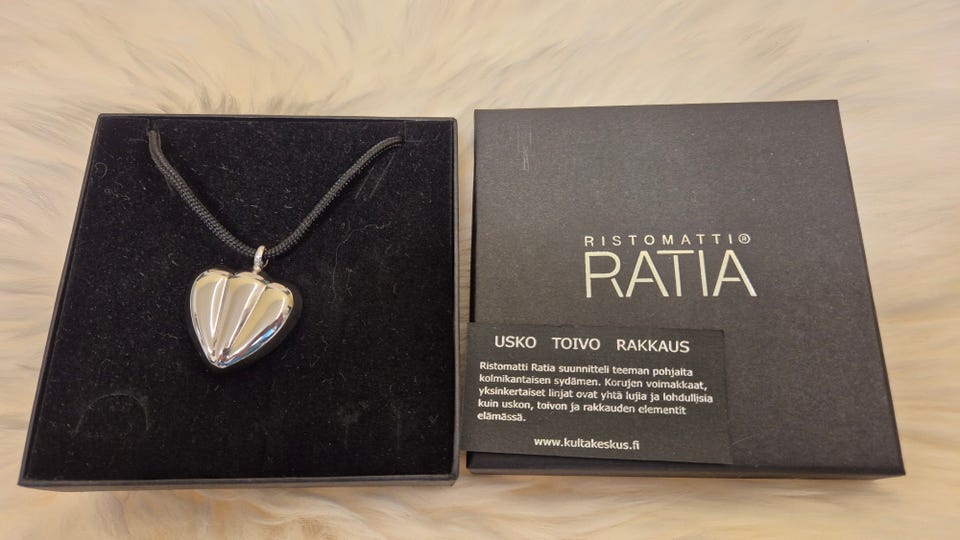 RISTOMATTI®
RATIA
USKO TOIVO RAKKAUS
Ristomatti Ratia suunnitteli teeman pohjalta
kolmikantaisen sydämen. Korujen voimakkaat,
yksinkertaiset linjat ovat yhtä lujia ja lohdullisia
kuin uskon, toivon ja rakkauden elementit
elämässä.
www.kultakeskus.fi